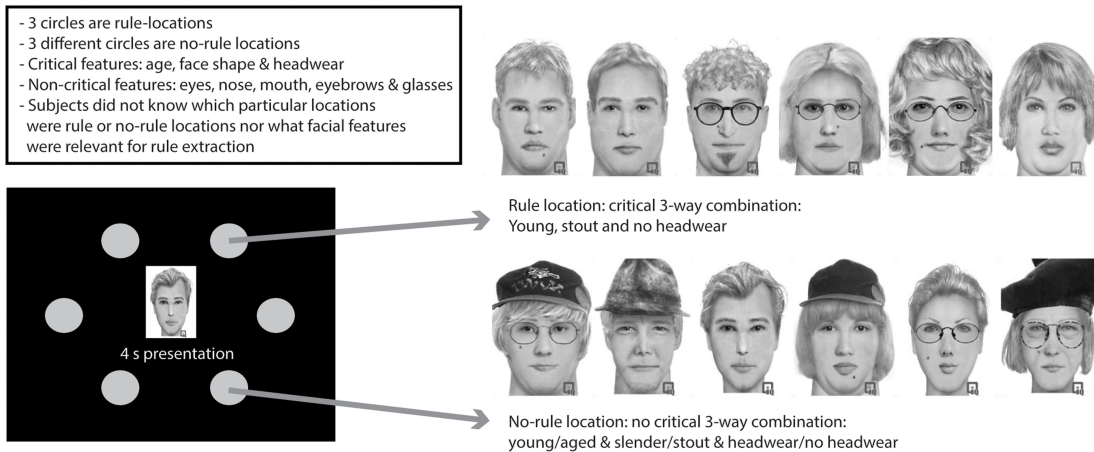 - 3 circles are rule-locations
- 3 different circles are no-rule locations
- Critical features: age, face shape & headwear
- Non-critical features: eyes, nose, mouth, eyebrows & glasses
- Subjects did not know which particular locations
were rule or no-rule locations nor what facial features
were relevant for rule extraction
4 s presentation
Rule location: critical 3-way combination:
Young, stout and no headwear
No-rule location: no critical 3-way combination:
young/aged & slender/stout & headwear/no headwear